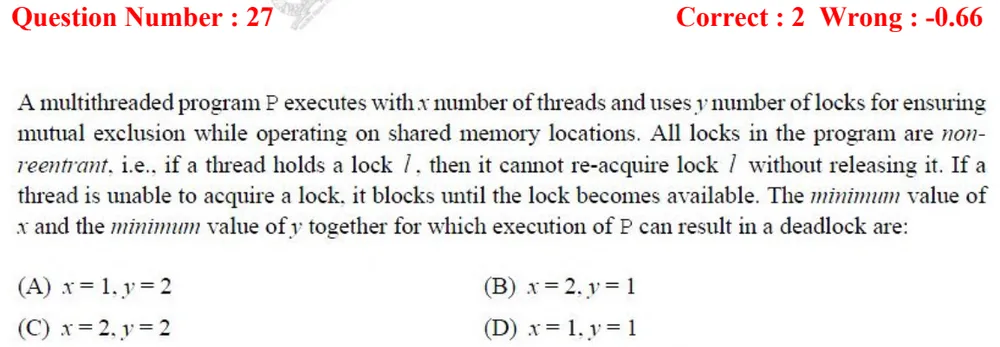 Question Number : 27 Correct : 2 Wrong : -0.66
A multithreaded program P executes with x number of threads and uses y number of locks for ensuring
mutual exclusion while operating on shared memory locations. All locks in the program are non-
reentrant, i.e., if a thread holds a lock l, then it cannot re-acquire lock l without releasing it. If a
thread is unable to acquire a lock, it blocks until the lock becomes available. The minimum value of
x and the minimum value of y together for which execution of P can result in a deadlock are:
(A) x = 1, y = 2 (B) x = 2, y = 1
(C) x = 2, y = 2 (D) x = 1, y = 1